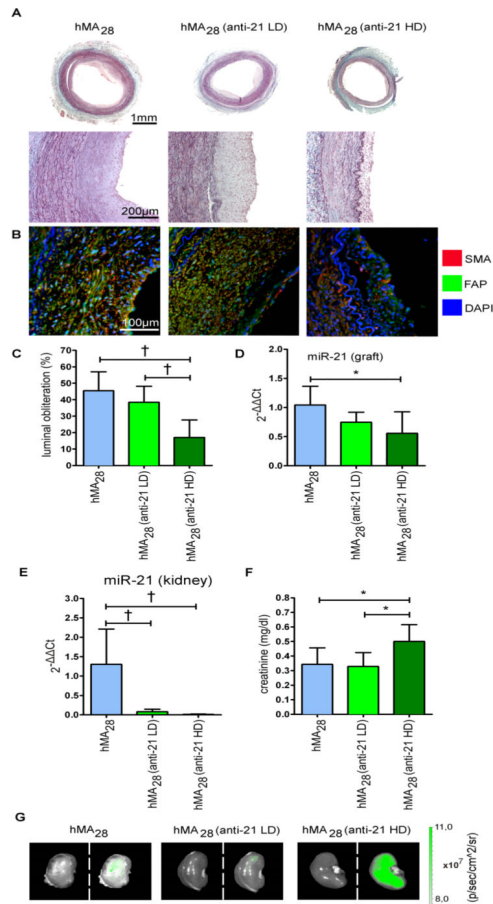 A
hMA28 hMA28 (anti-21 LD) hMA28 (anti-21 HD)
1mm
200µm
B
SMA
FAP
DAPI
100µm
C
luminal obliteration (%)
70
60
50
40
30
20
10
0
†
†
hMA28
hMA28 (anti-21 LD)
hMA28 (anti-21 HD)
D
miR-21 (graft)
2-ΔΔCt
2.0
1.5
1.0
0.5
0.0
*
hMA28
hMA28 (anti-21 LD)
hMA28 (anti-21 HD)
E
miR-21 (kidney)
2-ΔΔCt
2.5
2.0
1.5
1.0
0.5
0.0
†
†
hMA28
hMA28 (anti-21 LD)
hMA28 (anti-21 HD)
F
creatinine (mg/dl)
0.8
0.7
0.6
0.5
0.4
0.3
0.2
0.1
0.0
*
*
hMA28
hMA28 (anti-21 LD)
hMA28 (anti-21 HD)
G
hMA28 hMA28 (anti-21 LD) hMA28 (anti-21 HD)
11.0
x10^7
8,0
(p/sec/cm^2/sr)